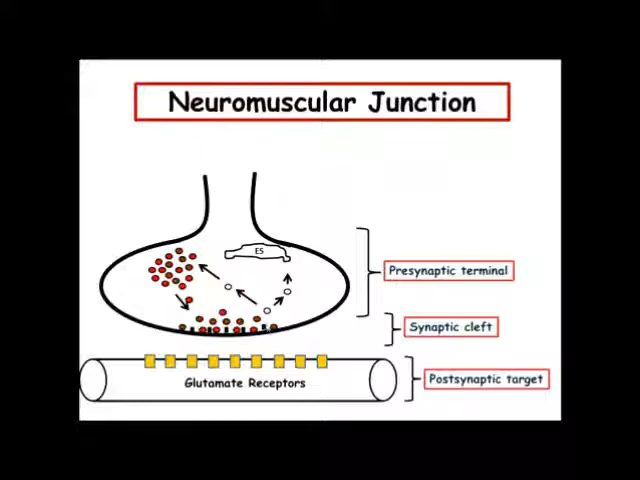 Neuromuscular Junction
ES
Presynaptic terminal
Synaptic cleft
Postsynaptic target
Glutamate Receptors